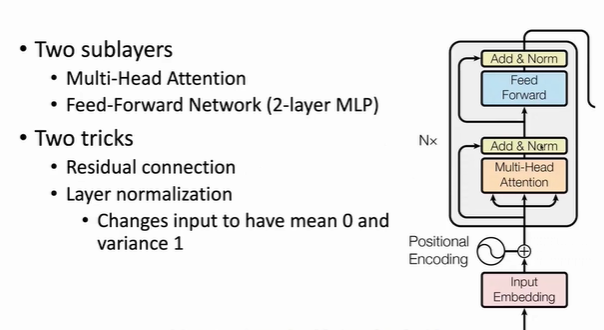 • Two sublayers
• Multi-Head Attention
• Feed-Forward Network (2-layer MLP)
• Two tricks
• Residual connection
• Layer normalization
• Changes input to have mean 0 and
variance 1
Add & Norm
Feed
Forward
Nx
Add & Norm
Multi-Head
Attention
Positional
Encoding
Input
Embedding